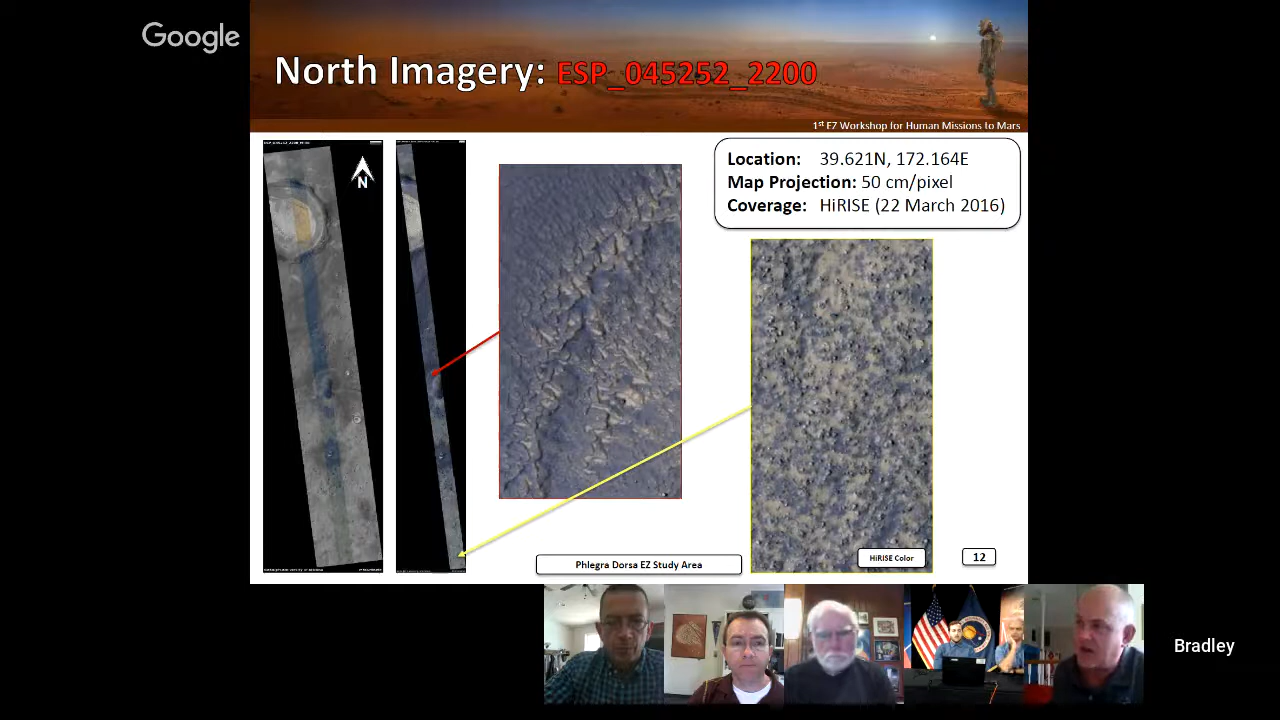 Google
North Imagery: ESP_045252_2200
1st EZ Workshop for Human Missions to Mars
Location: 39.621N, 172.164E
Map Projection: 50 cm/pixel
Coverage: HiRISE (22 March 2016)
N
HiRISE Color
12
Phlegra Dorsa EZ Study Area
Bradley